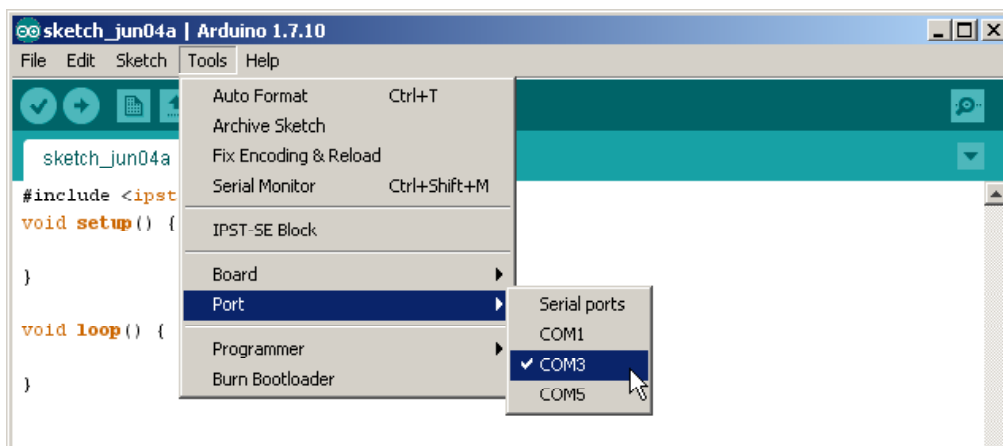 sketch_jun04a | Arduino 1.7.10
File Edit Sketch Tools Help
Auto Format Ctrl+T
Archive Sketch
Fix Encoding & Reload
Serial Monitor Ctrl+Shift+M
IPST-SE Block
Board
Port
Programmer
Burn Bootloader
Serial ports
COM1
COM3
COM5
sketch_jun04a
#include <ipst
void setup() {
}
void loop() {
}